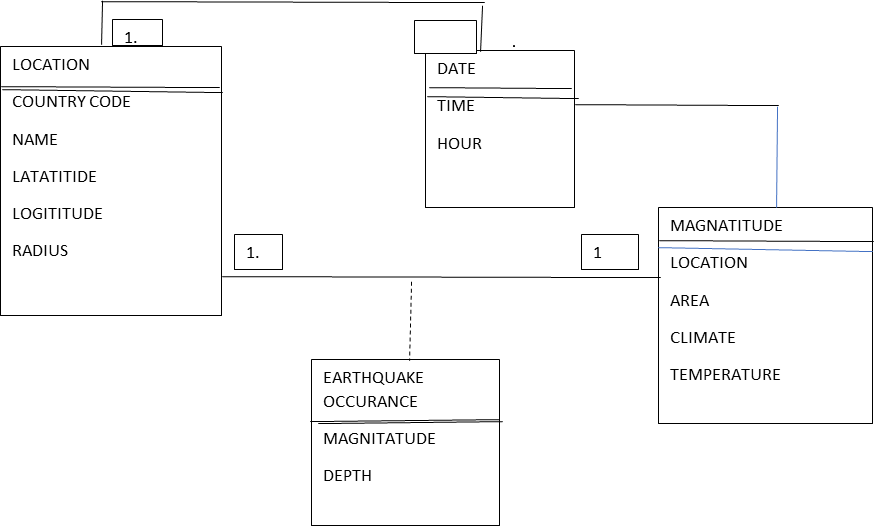 1.
.
LOCATION
COUNTRY CODE
NAME
LATATITIDE
LOGITITUDE
RADIUS
DATE
TIME
HOUR
1.
1
MAGNATITUDE
LOCATION
AREA
CLIMATE
TEMPERATURE
EARTHQUAKE
OCCURANCE
MAGNITATUDE
DEPTH